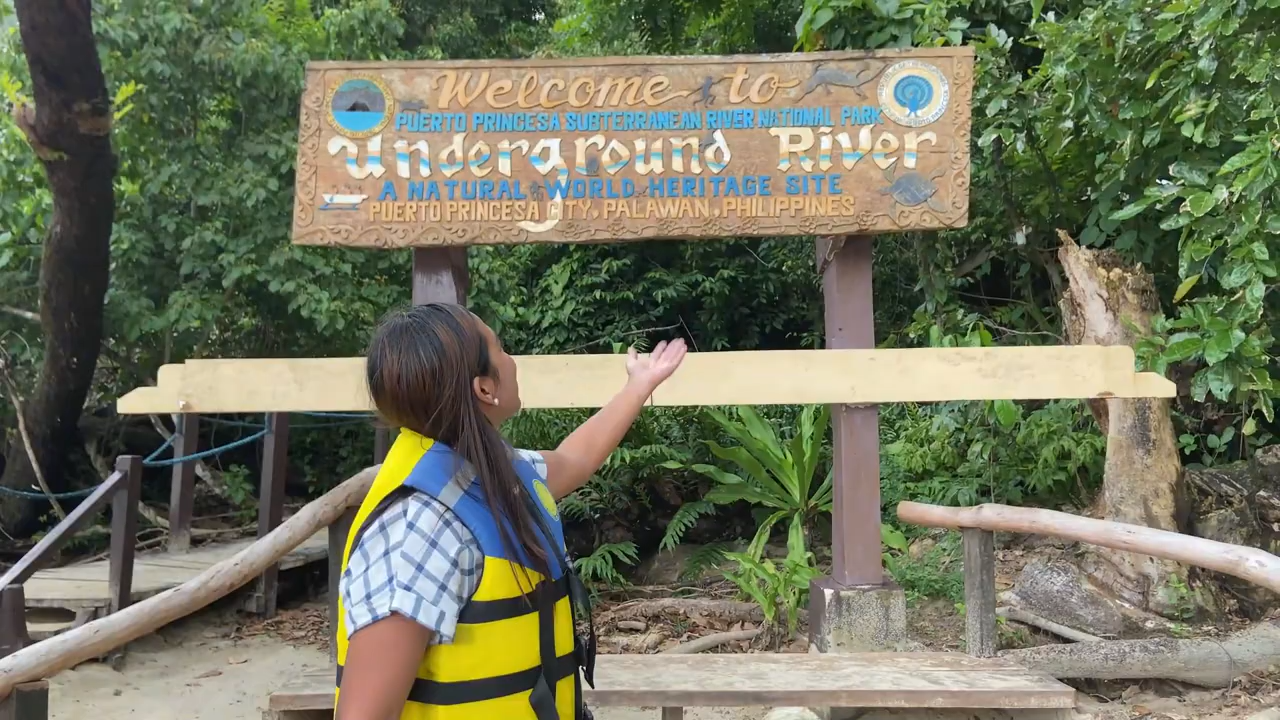 Welcome to
PUERTO PRINCESA SUBTERRANEAN RIVER NATIONAL PARK
Underground River
A NATURAL WORLD HERITAGE SITE
PUERTO PRINCESA CITY, PALAWAN, PHILIPPINES